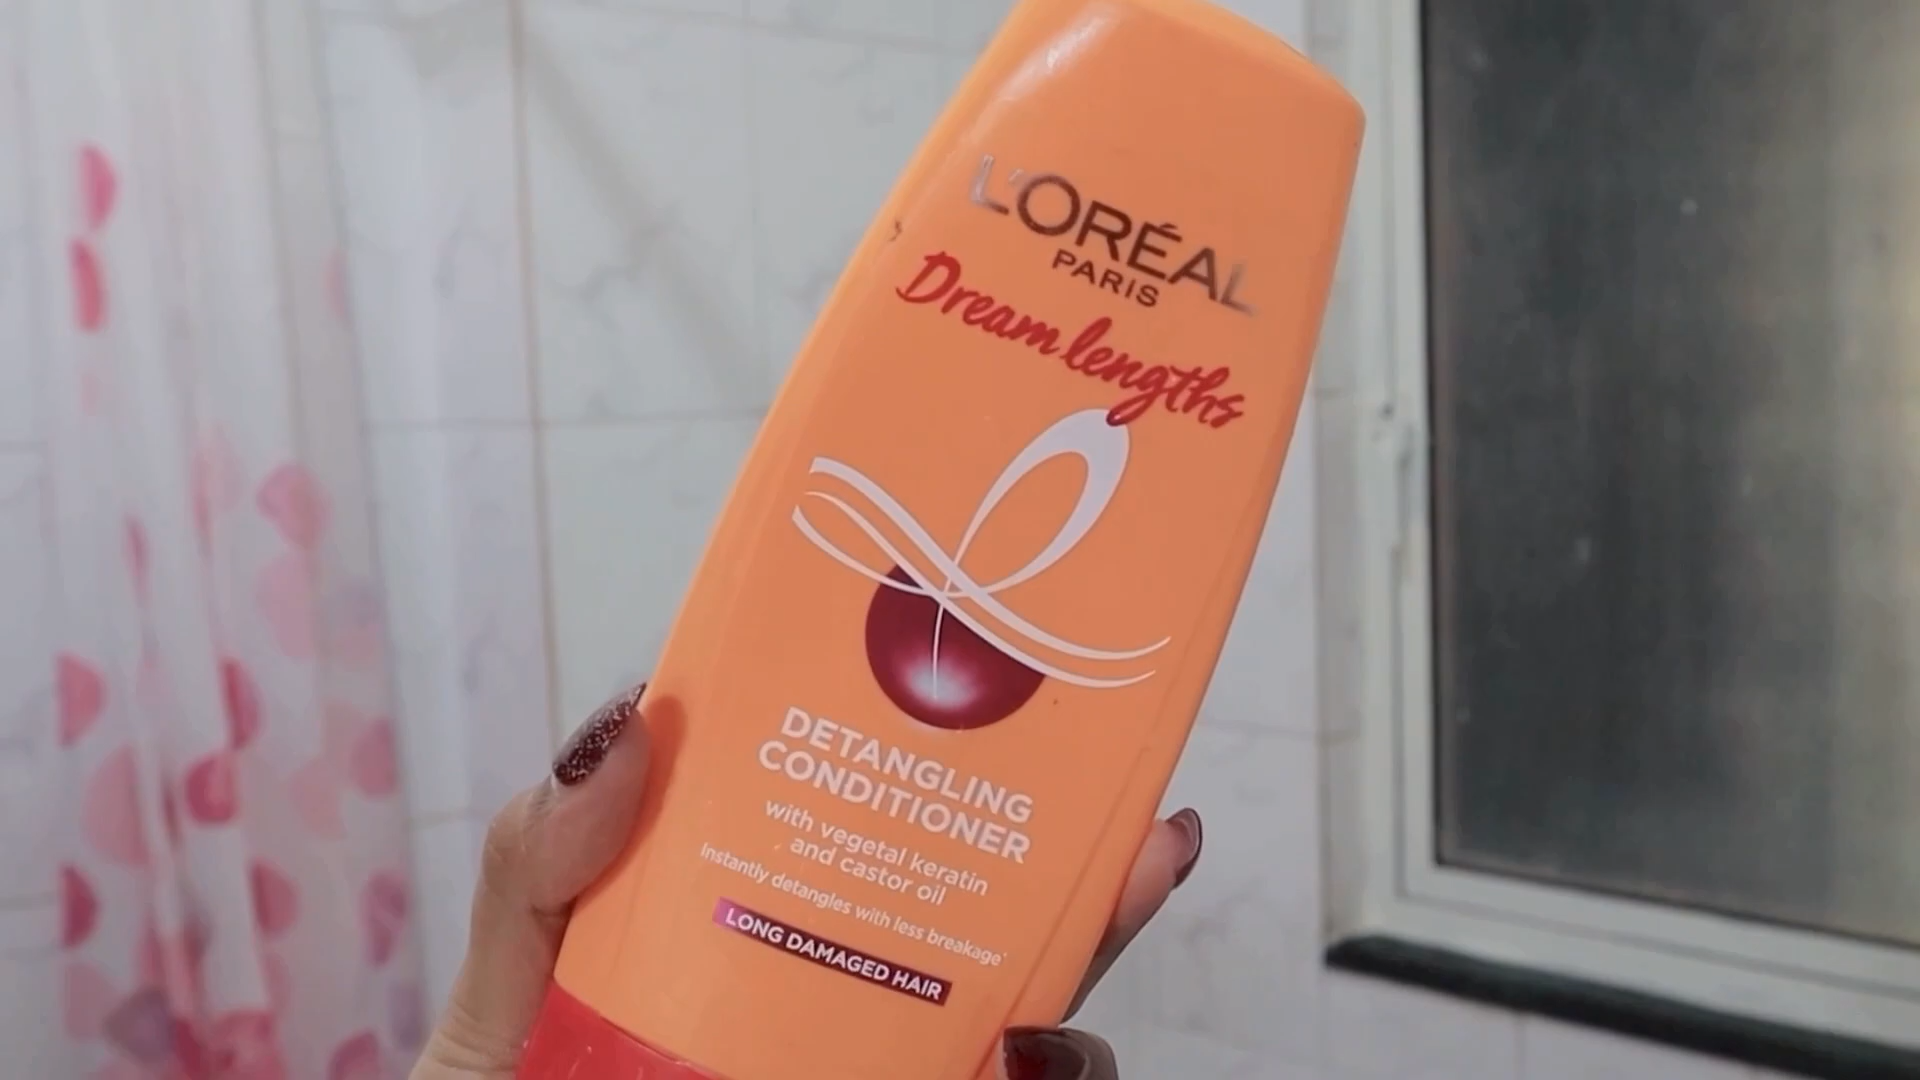 L'ORÉAL
PARIS
Dream lengths
DETANGLING
CONDITIONER
with vegetal keratin
and castor oil
Instantly detangles with less breakage*
LONG DAMAGED HAIR